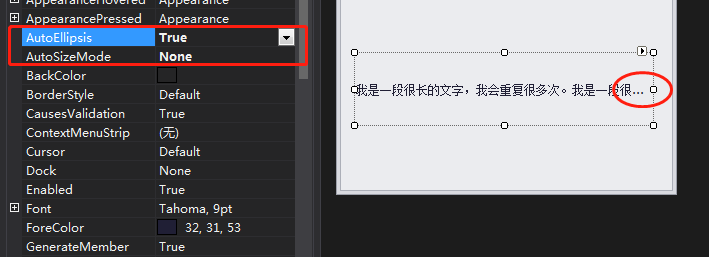 AppearanceHovered Appearance
AppearancePressed Appearance
AutoEllipsis True
AutoSizeMode None
BackColor
BorderStyle Default
CausesValidation True
ContextMenuStrip (无)
Cursor Default
Dock None
Enabled True
Font Tahoma, 9pt
ForeColor 32, 31, 53
GenerateMember True
我是一段很长的文字，我会重复很多次。我是一段很...